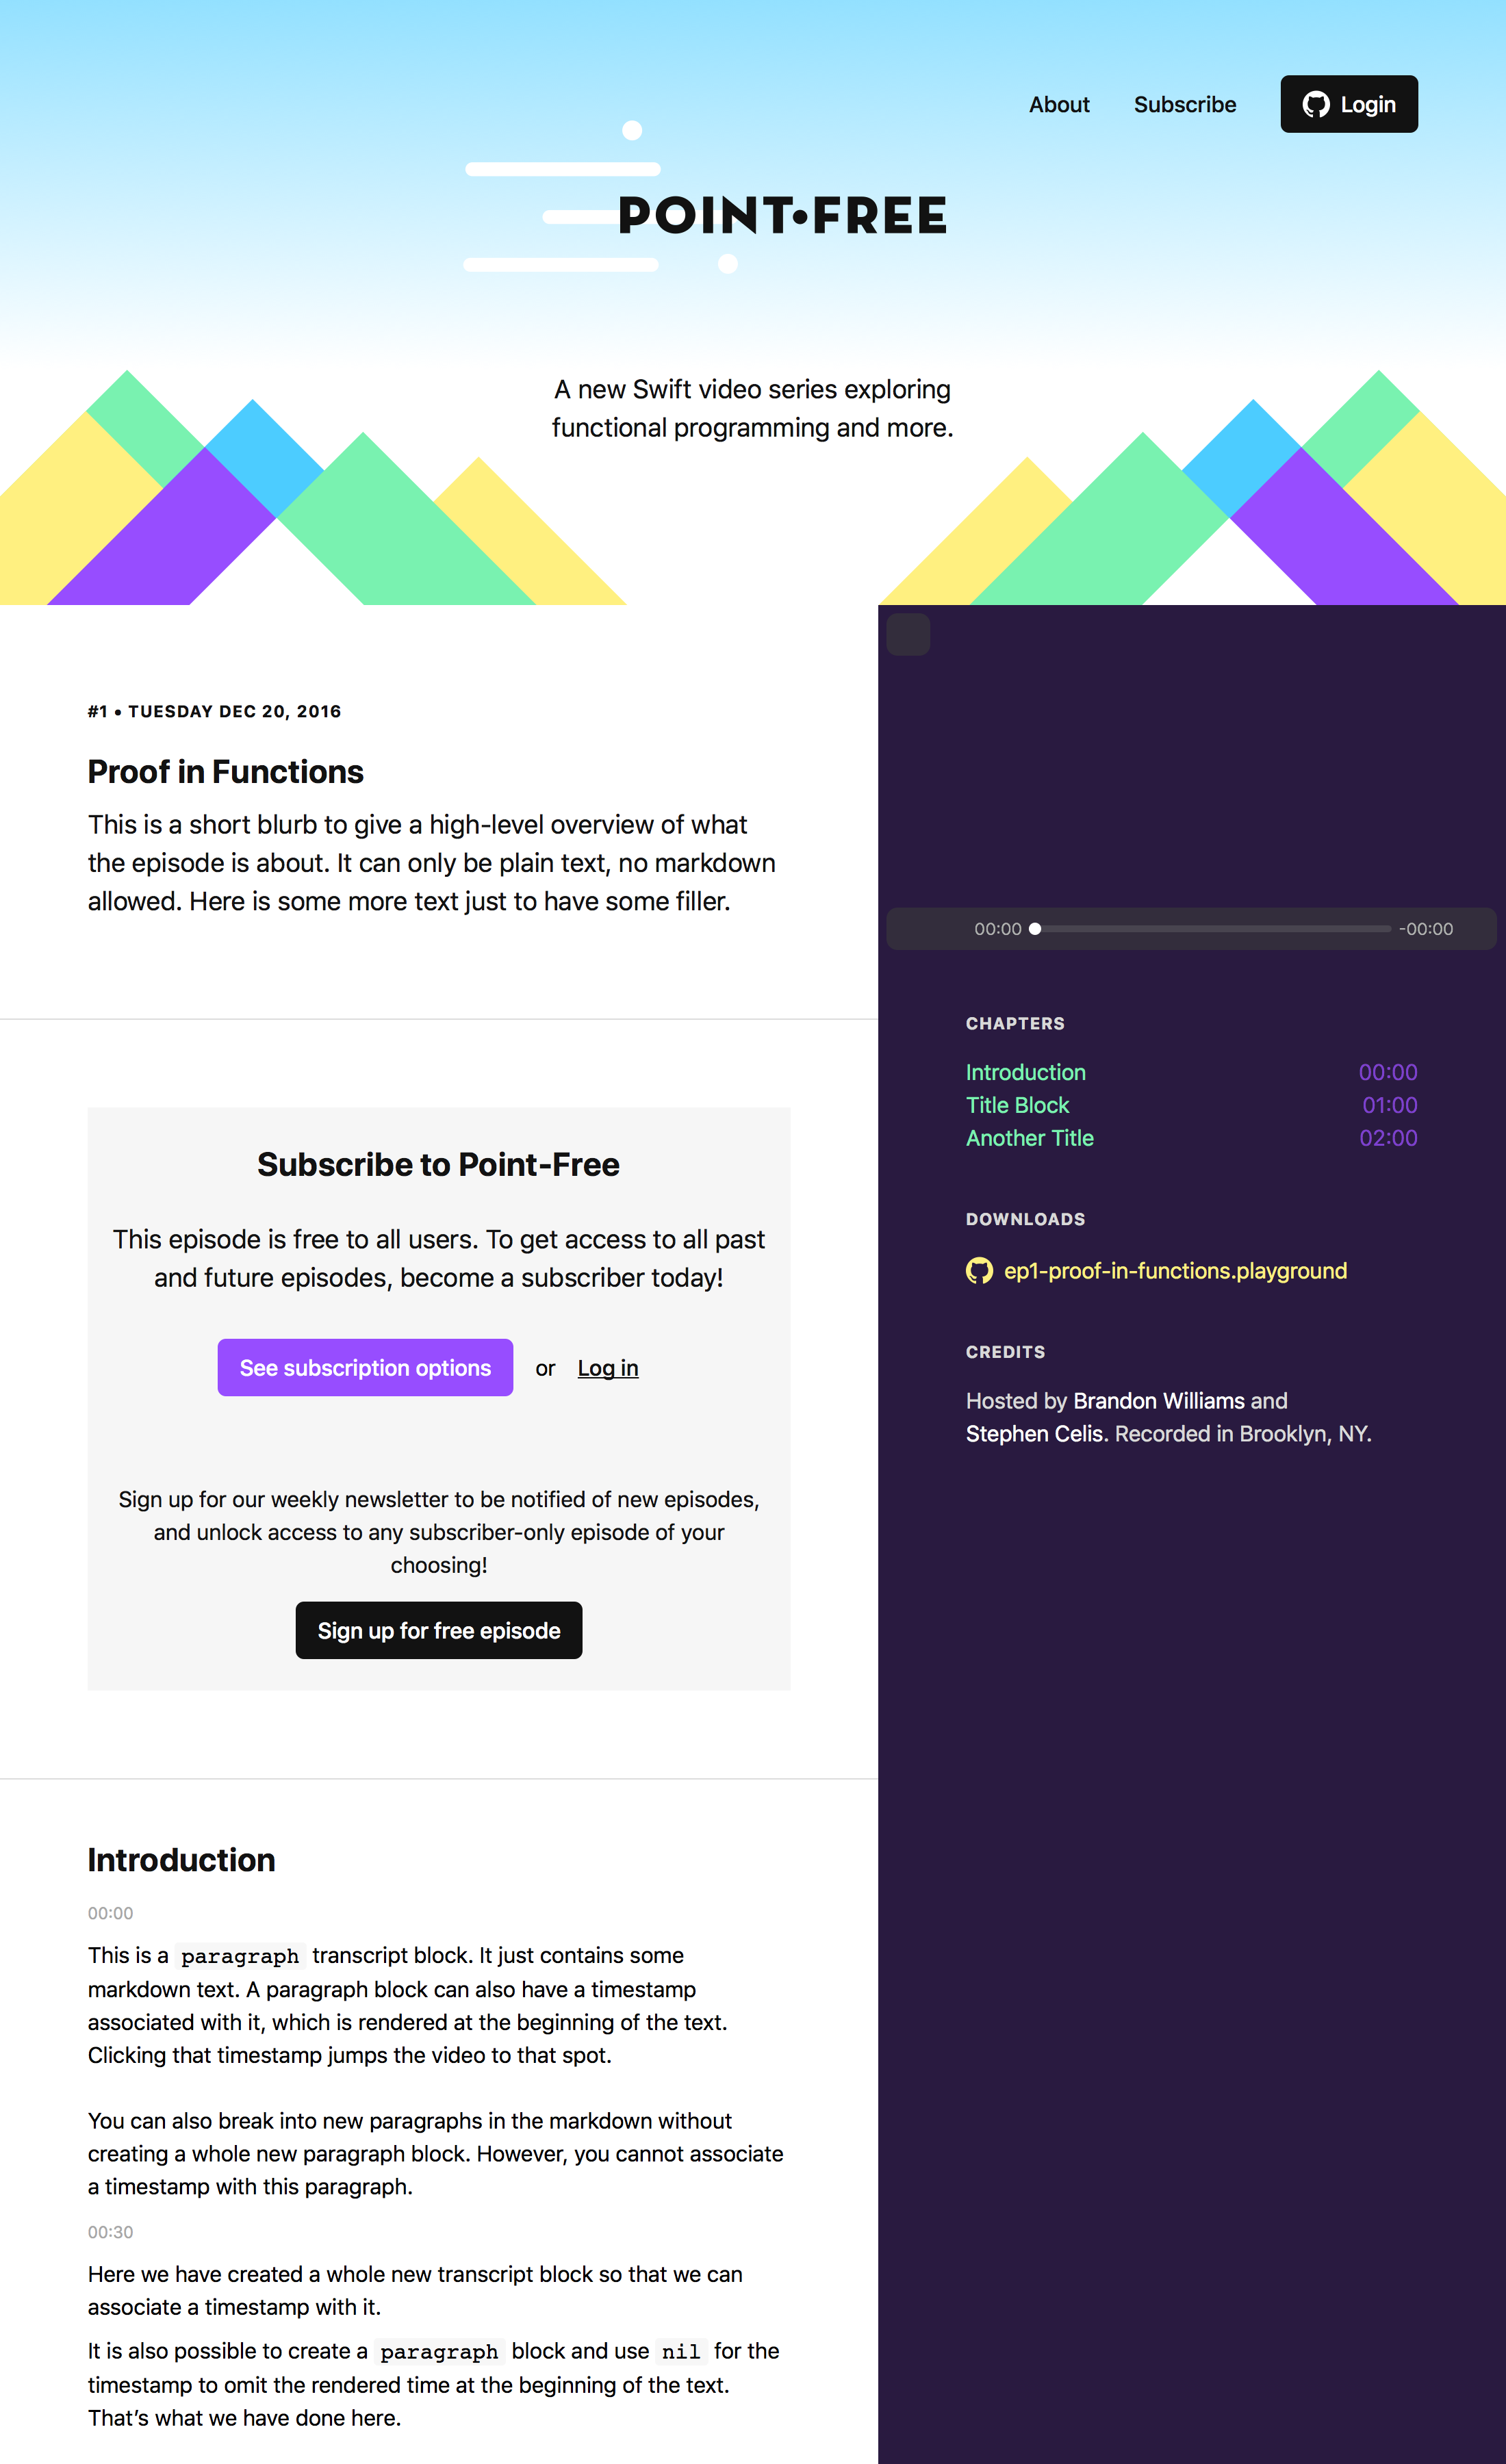 About Subscribe Login
POINT•FREE
A new Swift video series exploring
functional programming and more.
#1 • TUESDAY DEC 20, 2016
Proof in Functions
This is a short blurb to give a high-level overview of what
the episode is about. It can only be plain text, no markdown
allowed. Here is some more text just to have some filler.
Subscribe to Point-Free
This episode is free to all users. To get access to all past
and future episodes, become a subscriber today!
See subscription options or Log in
Sign up for our weekly newsletter to be notified of new episodes,
and unlock access to any subscriber-only episode of your
choosing!
Sign up for free episode
Introduction
00:00
This is a paragraph transcript block. It just contains some
markdown text. A paragraph block can also have a timestamp
associated with it, which is rendered at the beginning of the text.
Clicking that timestamp jumps the video to that spot.
You can also break into new paragraphs in the markdown without
creating a whole new paragraph block. However, you cannot associate
a timestamp with this paragraph.
00:30
Here we have created a whole new transcript block so that we can
associate a timestamp with it.
It is also possible to create a paragraph block and use nil for the
timestamp to omit the rendered time at the beginning of the text.
That’s what we have done here.
00:00 -00:00
CHAPTERS
Introduction 00:00
Title Block 01:00
Another Title 02:00
DOWNLOADS
ep1-proof-in-functions.playground
CREDITS
Hosted by Brandon Williams and
Stephen Celis. Recorded in Brooklyn, NY.